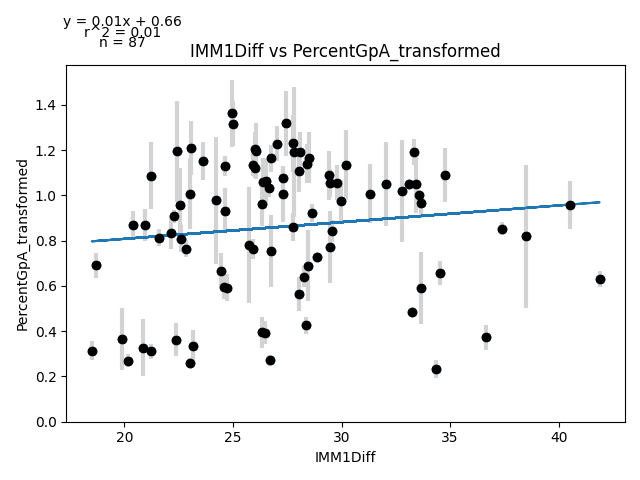 y = 0.01x + 0.66
r^2 = 0.01
n = 87
IMM1Diff vs PercentGpA_transformed
PercentGpA_transformed
1.4
1.2
1.0
0.8
0.6
0.4
0.2
0.0
20 25 30 35 40
IMM1Diff